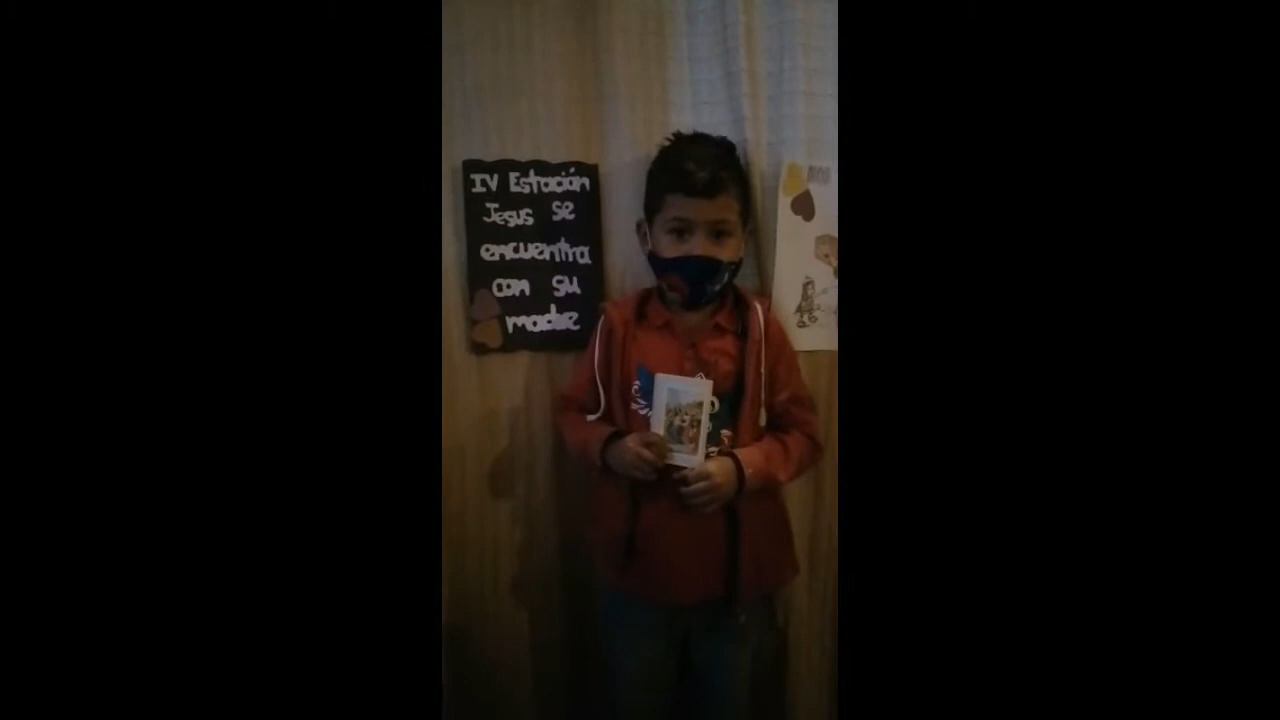 IV Estación
Jesus se
encuentra
con su
madre